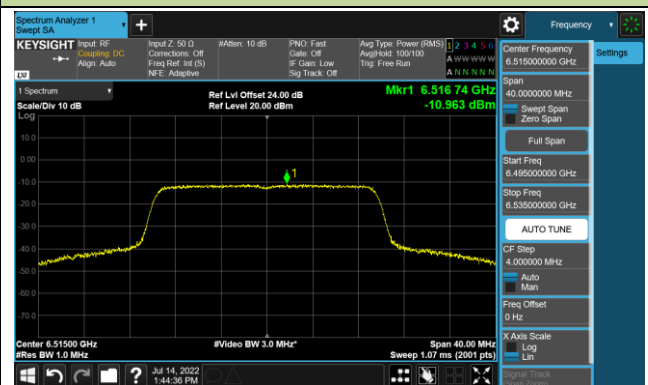 Spectrum Analyzer 1
Swept SA
+
Frequency
KEYSIGHT
Input: RF
Coupling: DC
Align: Auto
Input Z: 50 Ω
Corrections: Off
Freq Ref: Int (S)
NFE: Adaptive
#Atten: 10 dB
PNO: Fast
Gate: Off
IF Gain: Low
Sig Track: Off
Avg Type: Power (RMS)
Avg|Hold: 100/100
Trig: Free Run
1 2 3 4 5 6
A W W W W W
A N N N N N
LXI
1 Spectrum
Scale/Div 10 dB
Ref Lvl Offset 24.00 dB
Ref Level 20.00 dBm
Mkr1 6.516 74 GHz
-10.963 dBm
Log
10.0
0.00
-10.0
-20.0
-30.0
-40.0
-50.0
-60.0
-70.0
1
Center 6.51500 GHz
#Res BW 1.0 MHz
#Video BW 3.0 MHz*
Span 40.00 MHz
Sweep 1.07 ms (2001 pts)
Center Frequency
6.515000000 GHz
Settings
Span
40.0000000 MHz
Swept Span
Zero Span
Full Span
Start Freq
6.495000000 GHz
Stop Freq
6.535000000 GHz
AUTO TUNE
CF Step
4.000000 MHz
Auto
Man
Freq Offset
0 Hz
X Axis Scale
Log
Lin
Signal Track
(Span Zoom)
?
Jul 14, 2022
1:44:36 PM